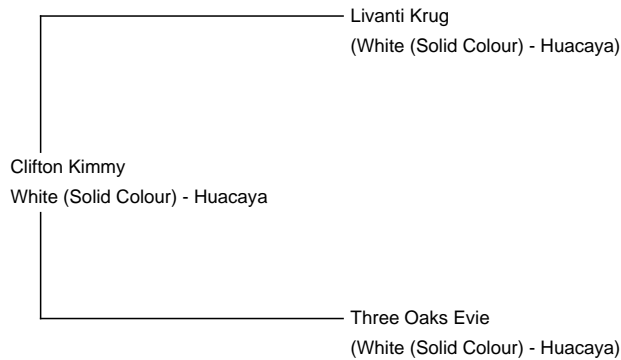 Livanti Krug
(White (Solid Colour) - Huacaya)
Clifton Kimmy
White (Solid Colour) - Huacaya
Three Oaks Evie
(White (Solid Colour) - Huacaya)